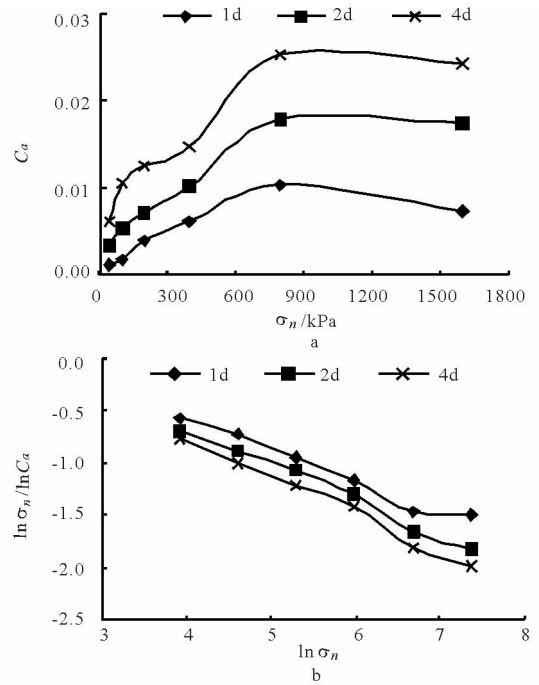 1d 2d 4d
0.03
0.02
0.01
0.00
Cₐ
0 300 600 900 1200 1500 1800
σₙ/kPa
a
1d 2d 4d
0.0
-0.5
-1.0
-1.5
-2.0
-2.5
ln σₙ/lnCₐ
3 4 5 6 7 8
ln σₙ
b